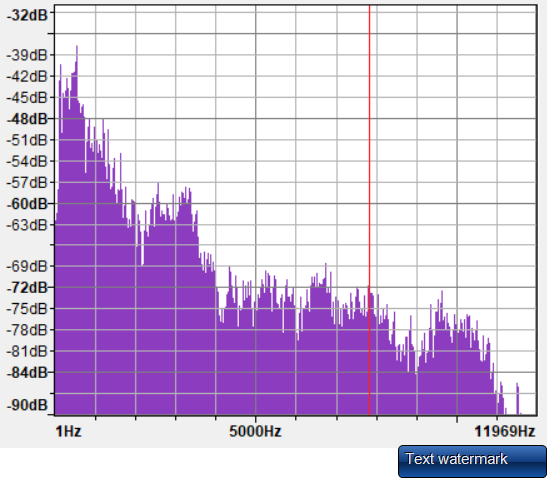 -32dB
-39dB
-42dB
-45dB
-48dB
-51dB
-54dB
-57dB
-60dB
-63dB
-69dB
-72dB
-75dB
-78dB
-81dB
-84dB
-90dB
1Hz 5000Hz 11969Hz
Text watermark